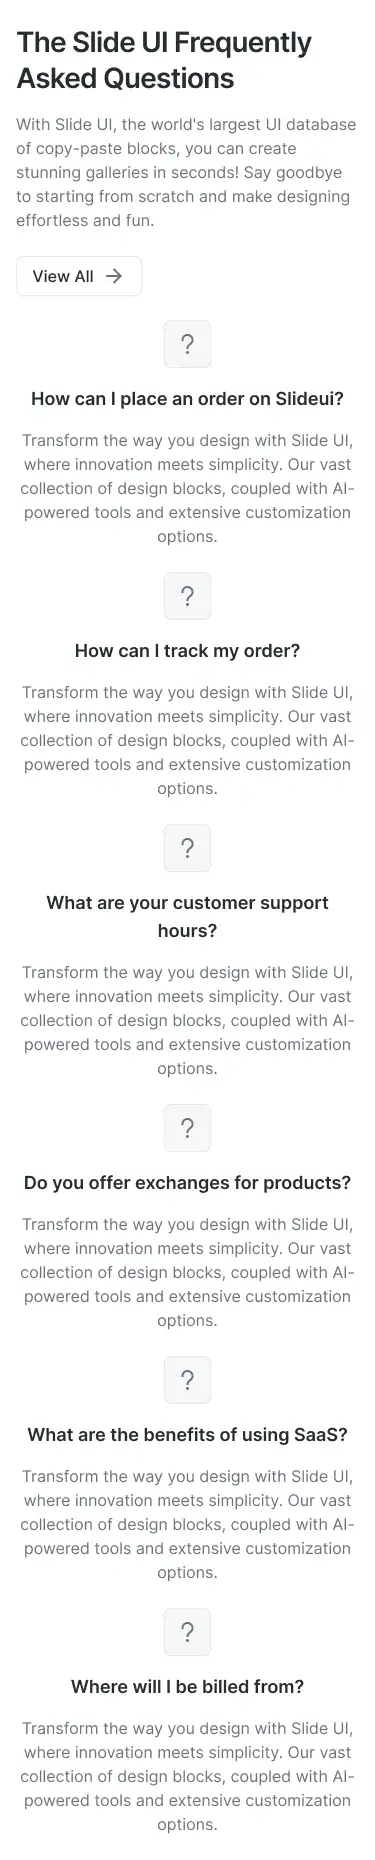 The Slide UI Frequently
Asked Questions
With Slide UI, the world's largest UI database
of copy-paste blocks, you can create
stunning galleries in seconds! Say goodbye
to starting from scratch and make designing
effortless and fun.
View All
?
How can I place an order on Slideui?
Transform the way you design with Slide UI,
where innovation meets simplicity. Our vast
collection of design blocks, coupled with AI-
powered tools and extensive customization
options.
?
How can I track my order?
Transform the way you design with Slide UI,
where innovation meets simplicity. Our vast
collection of design blocks, coupled with AI-
powered tools and extensive customization
options.
?
What are your customer support
hours?
Transform the way you design with Slide UI,
where innovation meets simplicity. Our vast
collection of design blocks, coupled with AI-
powered tools and extensive customization
options.
?
Do you offer exchanges for products?
Transform the way you design with Slide UI,
where innovation meets simplicity. Our vast
collection of design blocks, coupled with AI-
powered tools and extensive customization
options.
?
What are the benefits of using SaaS?
Transform the way you design with Slide UI,
where innovation meets simplicity. Our vast
collection of design blocks, coupled with AI-
powered tools and extensive customization
options.
?
Where will I be billed from?
Transform the way you design with Slide UI,
where innovation meets simplicity. Our vast
collection of design blocks, coupled with AI-
powered tools and extensive customization
options.